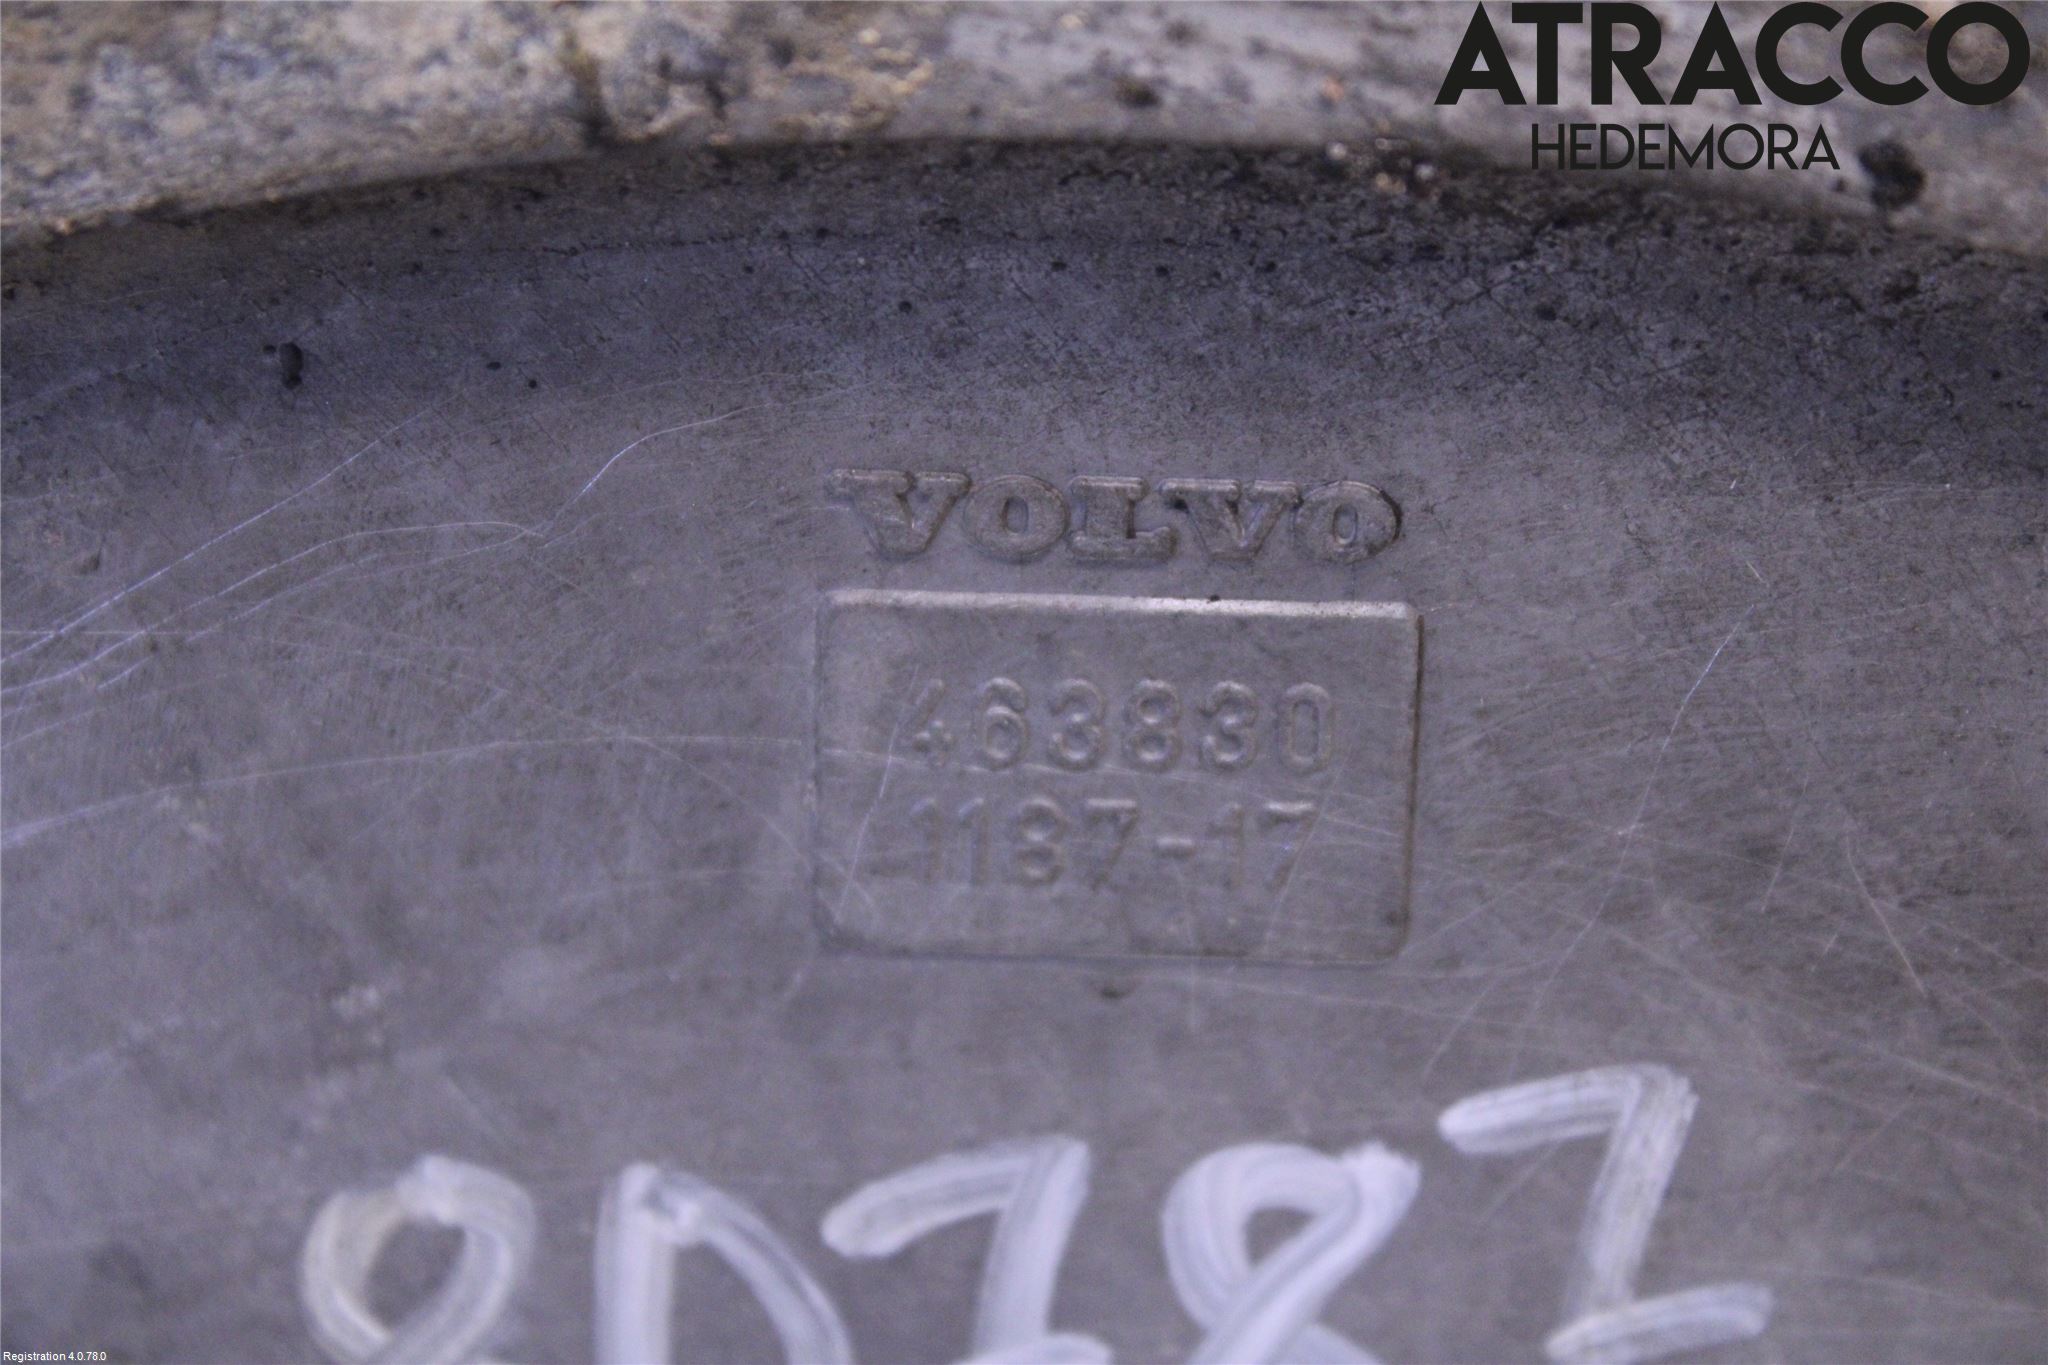 ATRACCO
HEDEMORA
VOLVO
463830
1187-17
Registration 4.0.78.0